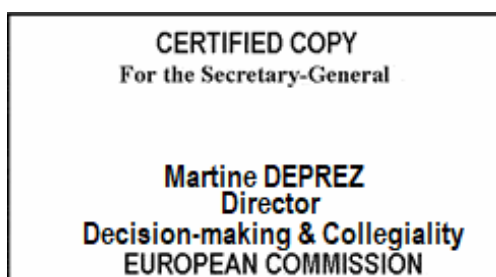 CERTIFIED COPY
For the Secretary-General
Martine DEPREZ
Director
Decision-making & Collegiality
EUROPEAN COMMISSION